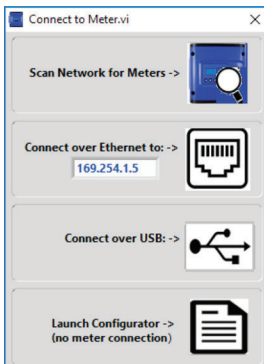 Connect to Meter.vi
Scan Network for Meters ->
Connect over Ethernet to: ->
169.254.1.5
Connect over USB: ->
Launch Configurator ->
(no meter connection)